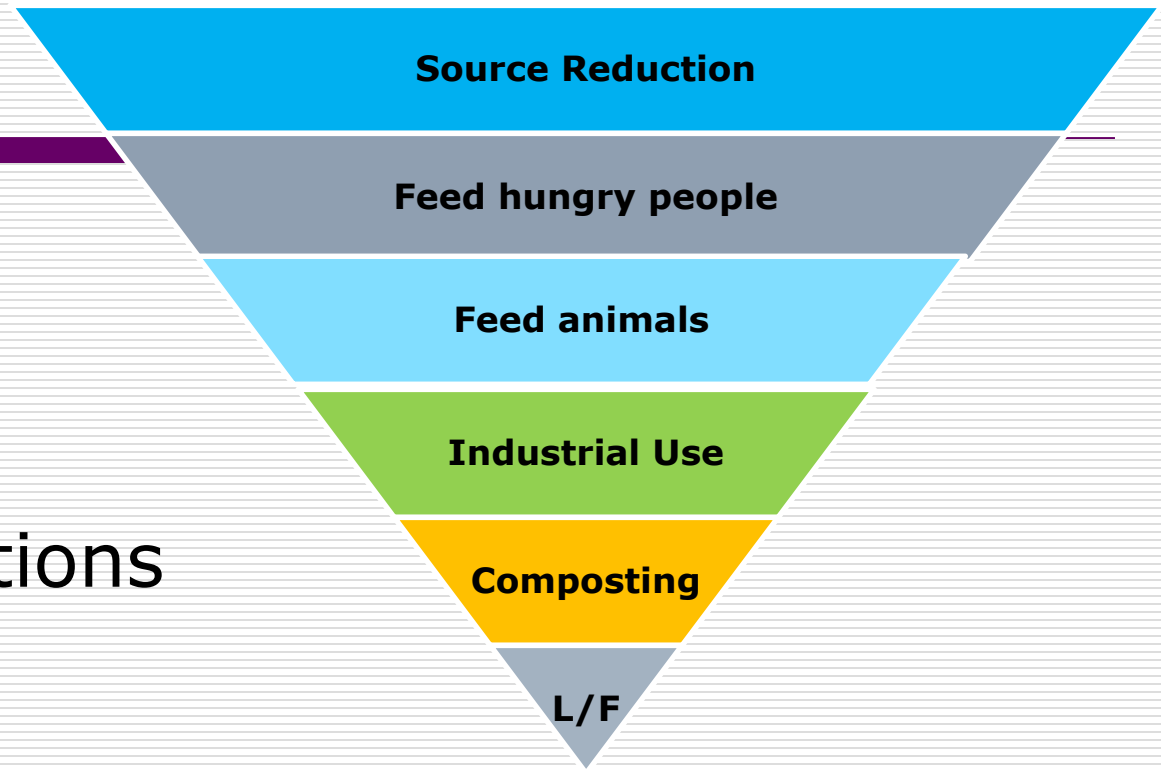 Source Reduction
Feed hungry people
Feed animals
Industrial Use
tions
Composting
L/F